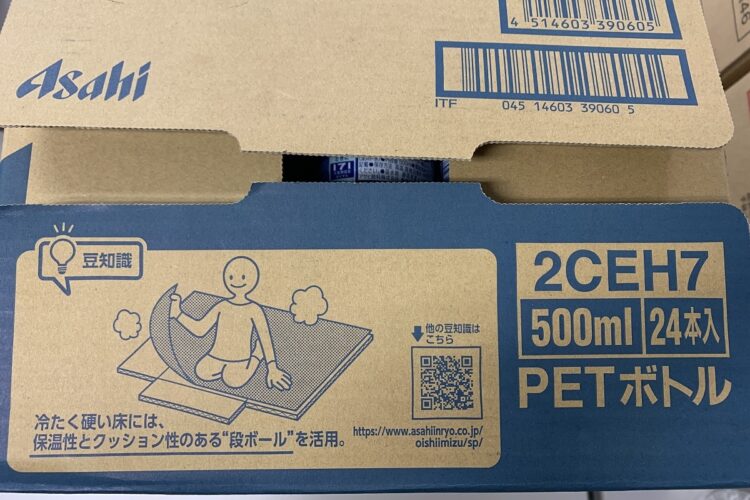 4 514603 390605
Asahi
ITF 045 14603 39060 5
171
豆知識
2CEH7
500ml 24本入
PETボトル
他の豆知識は
こちら
冷たく硬い床には、
保温性とクッション性のある“段ボール”を活用。
https://www.asahiinryo.co.jp/
oishiimizu/sp/